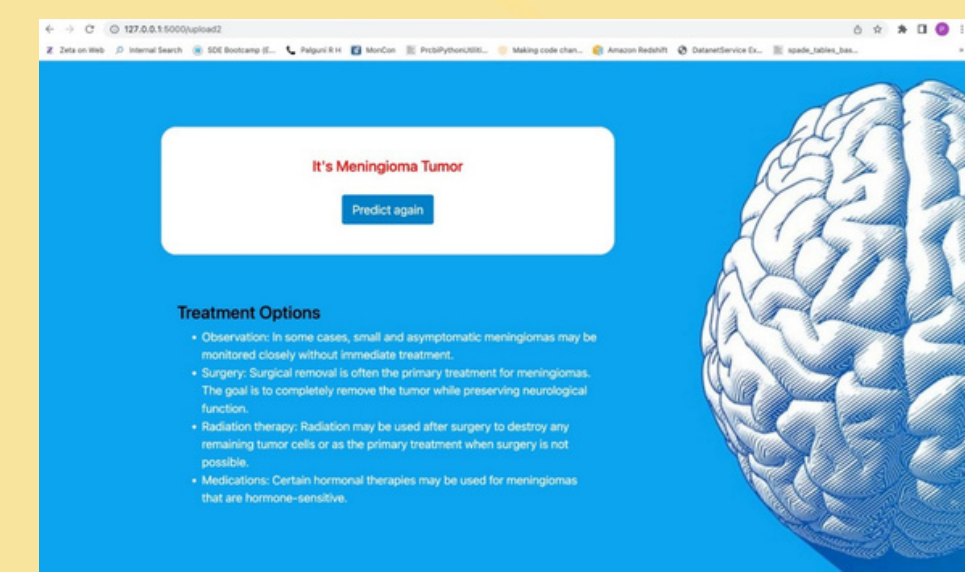 127.0.0.1:5000/upload2
Zeta on Web Internal Search SDE Bootcamp (E... Palguni R H MonCon PrcbiPythonUtiliti... Making code chan... Amazon Redshift DatanetService Ex... spade_tables_bas...
It's Meningioma Tumor
Predict again
Treatment Options
• Observation: In some cases, small and asymptomatic meningiomas may be
monitored closely without immediate treatment.
• Surgery: Surgical removal is often the primary treatment for meningiomas.
The goal is to completely remove the tumor while preserving neurological
function.
• Radiation therapy: Radiation may be used after surgery to destroy any
remaining tumor cells or as the primary treatment when surgery is not
possible.
• Medications: Certain hormonal therapies may be used for meningiomas
that are hormone-sensitive.